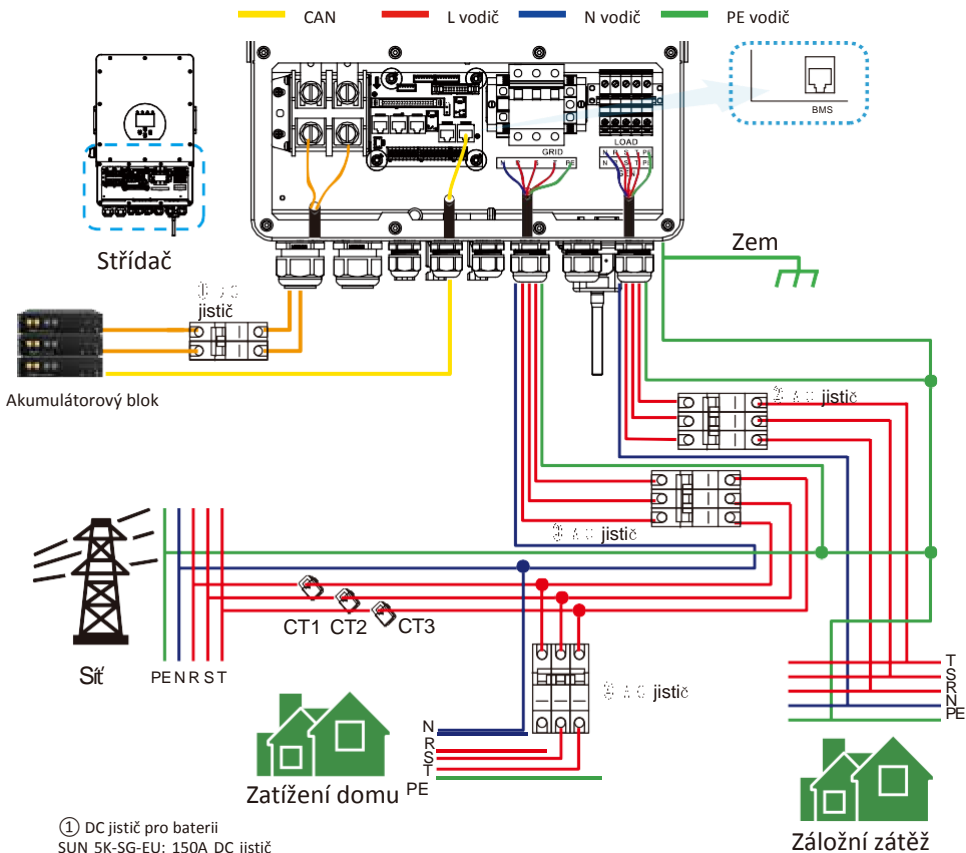 CAN L vodič N vodič PE vodič
BMS
GRID
N R S T PE
LOAD
Střídač
Zem
jistič
Akumulátorový blok
jistič
jistič
CT1 CT2 CT3
Síť
PE N R S T
jistič
T
S
R
N
PE
N
R
S
T
PE
Zatížení domu
Záložní zátěž
① DC jistič pro baterii
SUN 5K-SG-EU: 150A DC jistič